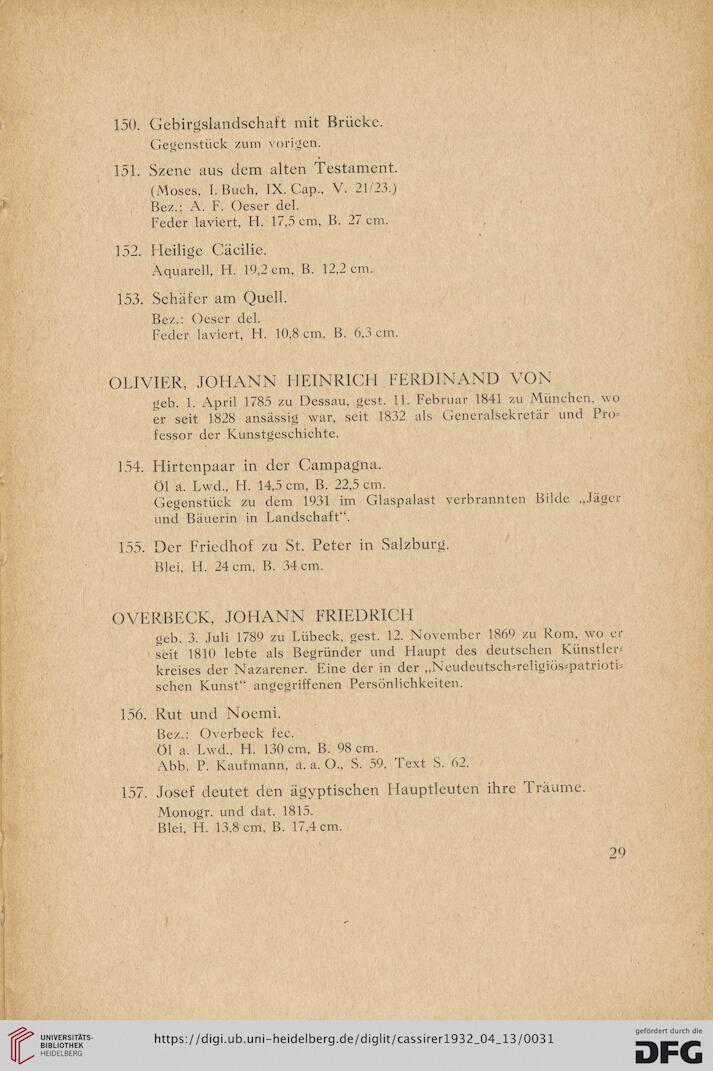 150. Gebirgslandschaft mit Brücke.
Gegenstück zum vorigen.
151. Szene aus dem alten Testament.
(Moses, I. Buch, IX. Cap., V. 21/23.)
Bez.: A. F. Oeser del.
Feder laviert, H. 17,5 cm, B. 27 cm.
152. Heilige Cäcilie.
Aquarell, H. 19,2 cm, B. 12,2 cm.
153. Schäfer am Quell.
Bez.: Oeser del.
Feder laviert, H. 10,8 cm, B. 6,3 cm.
OLIVIER, JOHANN HEINRICH FERDINAND VON
geb. 1. April 1785 zu Dessau, gest. 11. Februar 1841 zu München, wo
er seit 1828 ansässig war, seit 1832 als Generalsekretär und Pro=
fessor der Kunstgeschichte.
154. Hirtenpaar in der Campagna.
Öl a. Lwd., H. 14,5 cm, B. 22,5 cm.
Gegenstück zu dem 1931 im Glaspalast verbrannten Bilde „Jäger
und Bäuerin in Landschaft“.
155. Der Friedhof zu St. Peter in Salzburg.
Blei, H. 24 cm, B. 34 cm.
OVERBECK, JOHANN FRIEDRICH
geb. 3. Juli 1789 zu Lübeck, gest. 12. November 1869 zu Rom, wo er
seit 1810 lebte als Begründer und Haupt des deutschen Künstler=
kreises der Nazarener. Eine der in der „Neudeutsch=religiös=patrioti=
schen Kunst“ angegriffenen Persönlichkeiten.
156. Rut und Noemi.
Bez.: Overbeck fec.
Öl a. Lwd., H. 130 cm, B. 98 cm.
Abb. P. Kaufmann, a. a. O., S. 59, Text S. 62.
157. Josef deutet den ägyptischen Hauptleuten ihre Träume.
Monogr. und dat. 1815.
Blei, H. 13,8 cm, B. 17,4 cm.
29
UNIVERSITÄTS-
BIBLIOTHEK
HEIDELBERG
https://digi.ub.uni-heidelberg.de/diglit/cassirer1932_04_13/0031
gefördert durch die
DFG